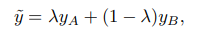 ỹ = λy_A + (1 − λ)y_B,